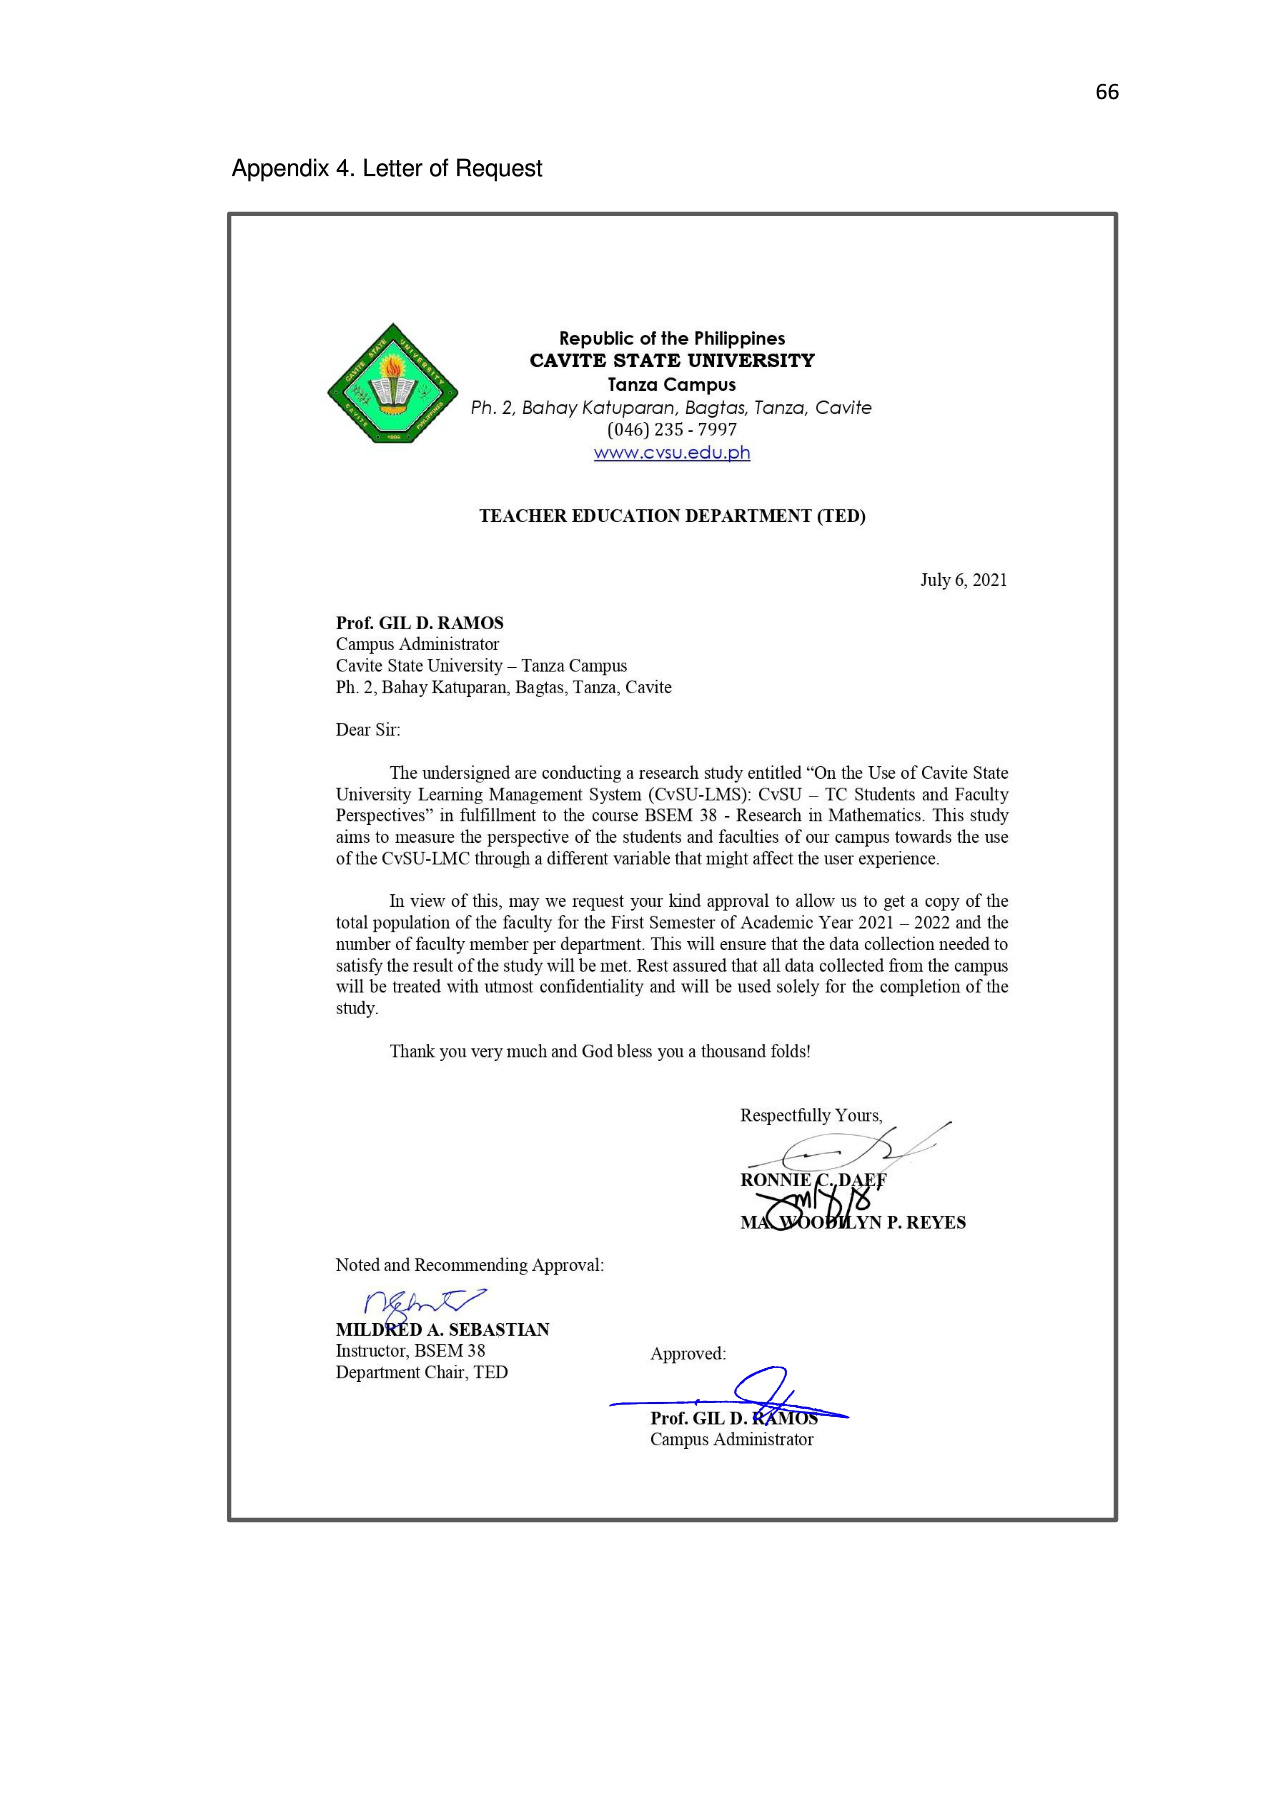 66
Appendix 4. Letter of Request
CAVITE STATE UNIVERSITY
CAVITE
PHILIPPINES
1906
Republic of the Philippines
CAVITE STATE UNIVERSITY
Tanza Campus
Ph. 2, Bahay Katuparan, Bagtas, Tanza, Cavite
(046) 235 - 7997
www.cvsu.edu.ph
TEACHER EDUCATION DEPARTMENT (TED)
July 6, 2021
Prof. GIL D. RAMOS
Campus Administrator
Cavite State University – Tanza Campus
Ph. 2, Bahay Katuparan, Bagtas, Tanza, Cavite
Dear Sir:
The undersigned are conducting a research study entitled “On the Use of Cavite State
University Learning Management System (CvSU-LMS): CvSU – TC Students and Faculty
Perspectives” in fulfillment to the course BSEM 38 - Research in Mathematics. This study
aims to measure the perspective of the students and faculties of our campus towards the use
of the CvSU-LMC through a different variable that might affect the user experience.
In view of this, may we request your kind approval to allow us to get a copy of the
total population of the faculty for the First Semester of Academic Year 2021 – 2022 and the
number of faculty member per department. This will ensure that the data collection needed to
satisfy the result of the study will be met. Rest assured that all data collected from the campus
will be treated with utmost confidentiality and will be used solely for the completion of the
study.
Thank you very much and God bless you a thousand folds!
Respectfully Yours,
RONNIE C. DAEF
MA. WOODILYN P. REYES
Noted and Recommending Approval:
MILDRED A. SEBASTIAN
Instructor, BSEM 38
Department Chair, TED
Approved:
Prof. GIL D. RAMOS
Campus Administrator